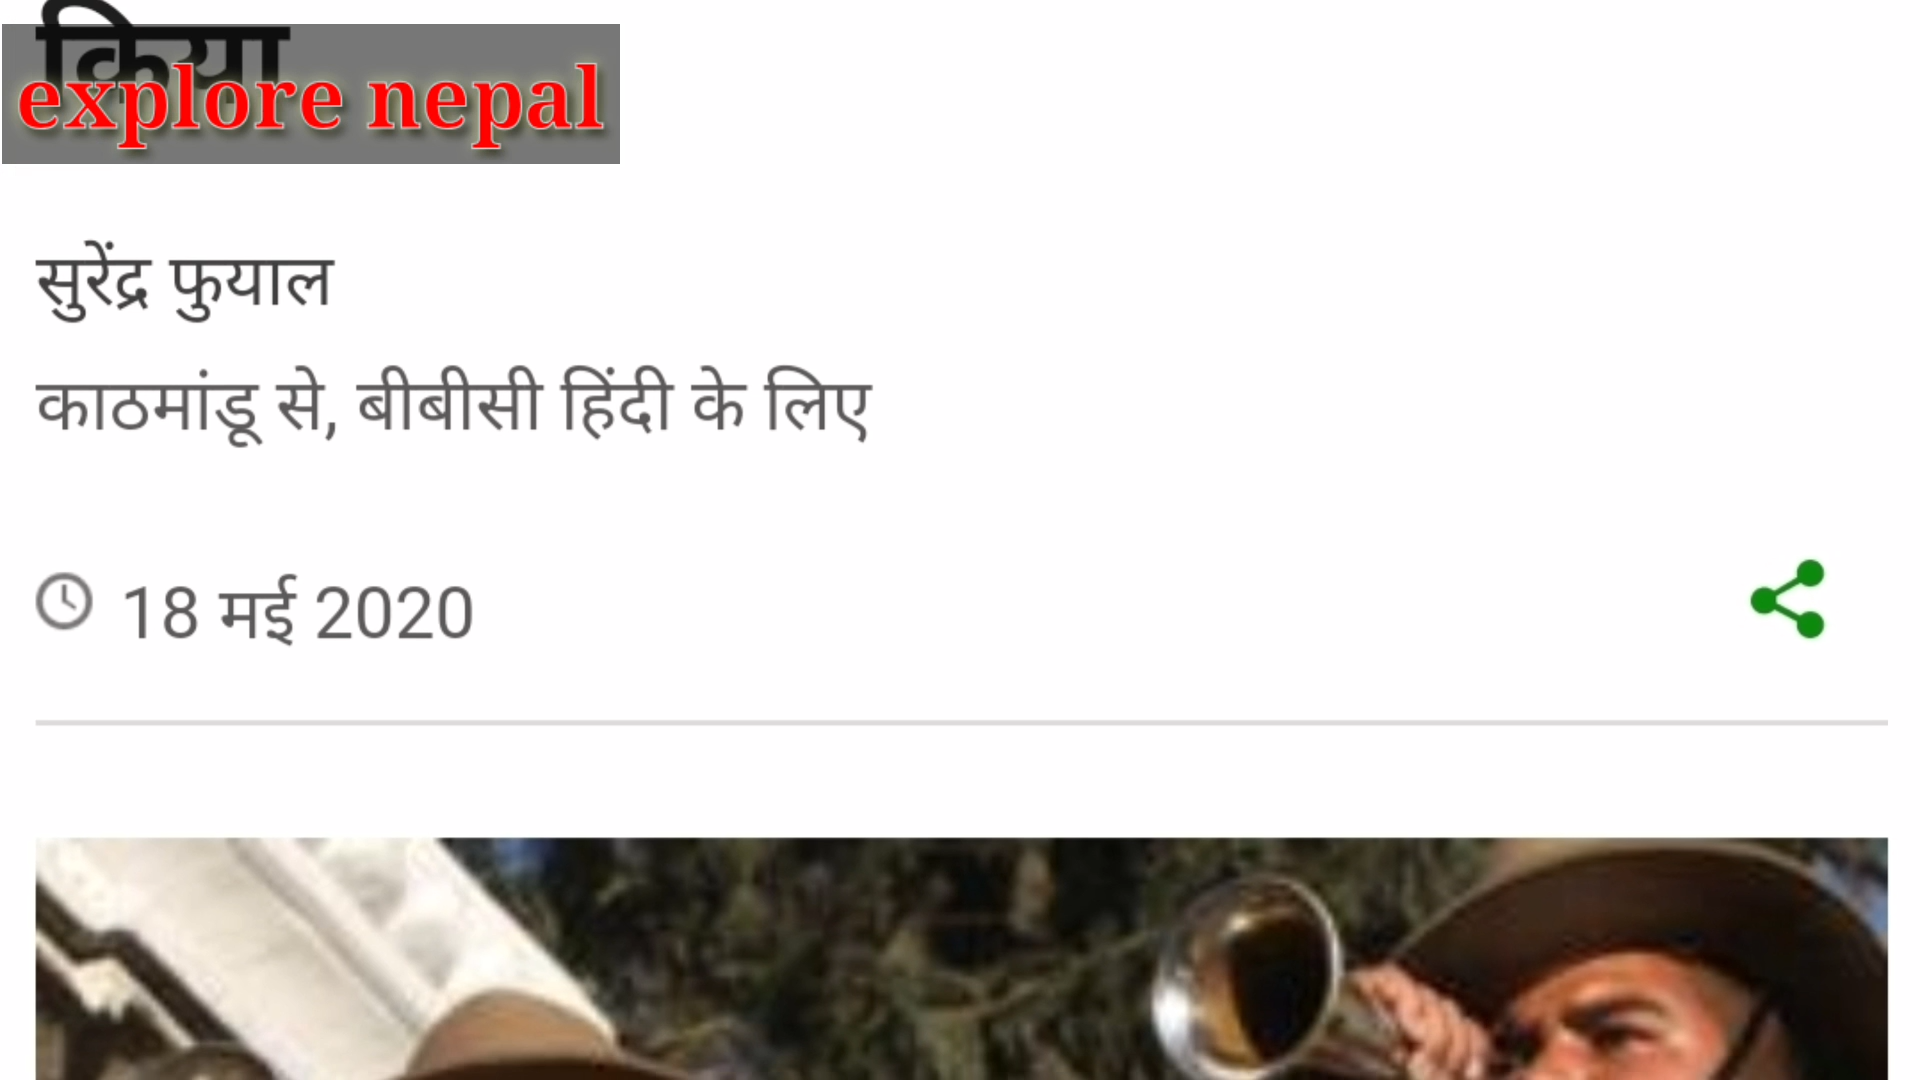 किया
explore nepal
सुरेंद्र फुयाल
काठमांडू से, बीबीसी हिंदी के लिए
18 मई 2020